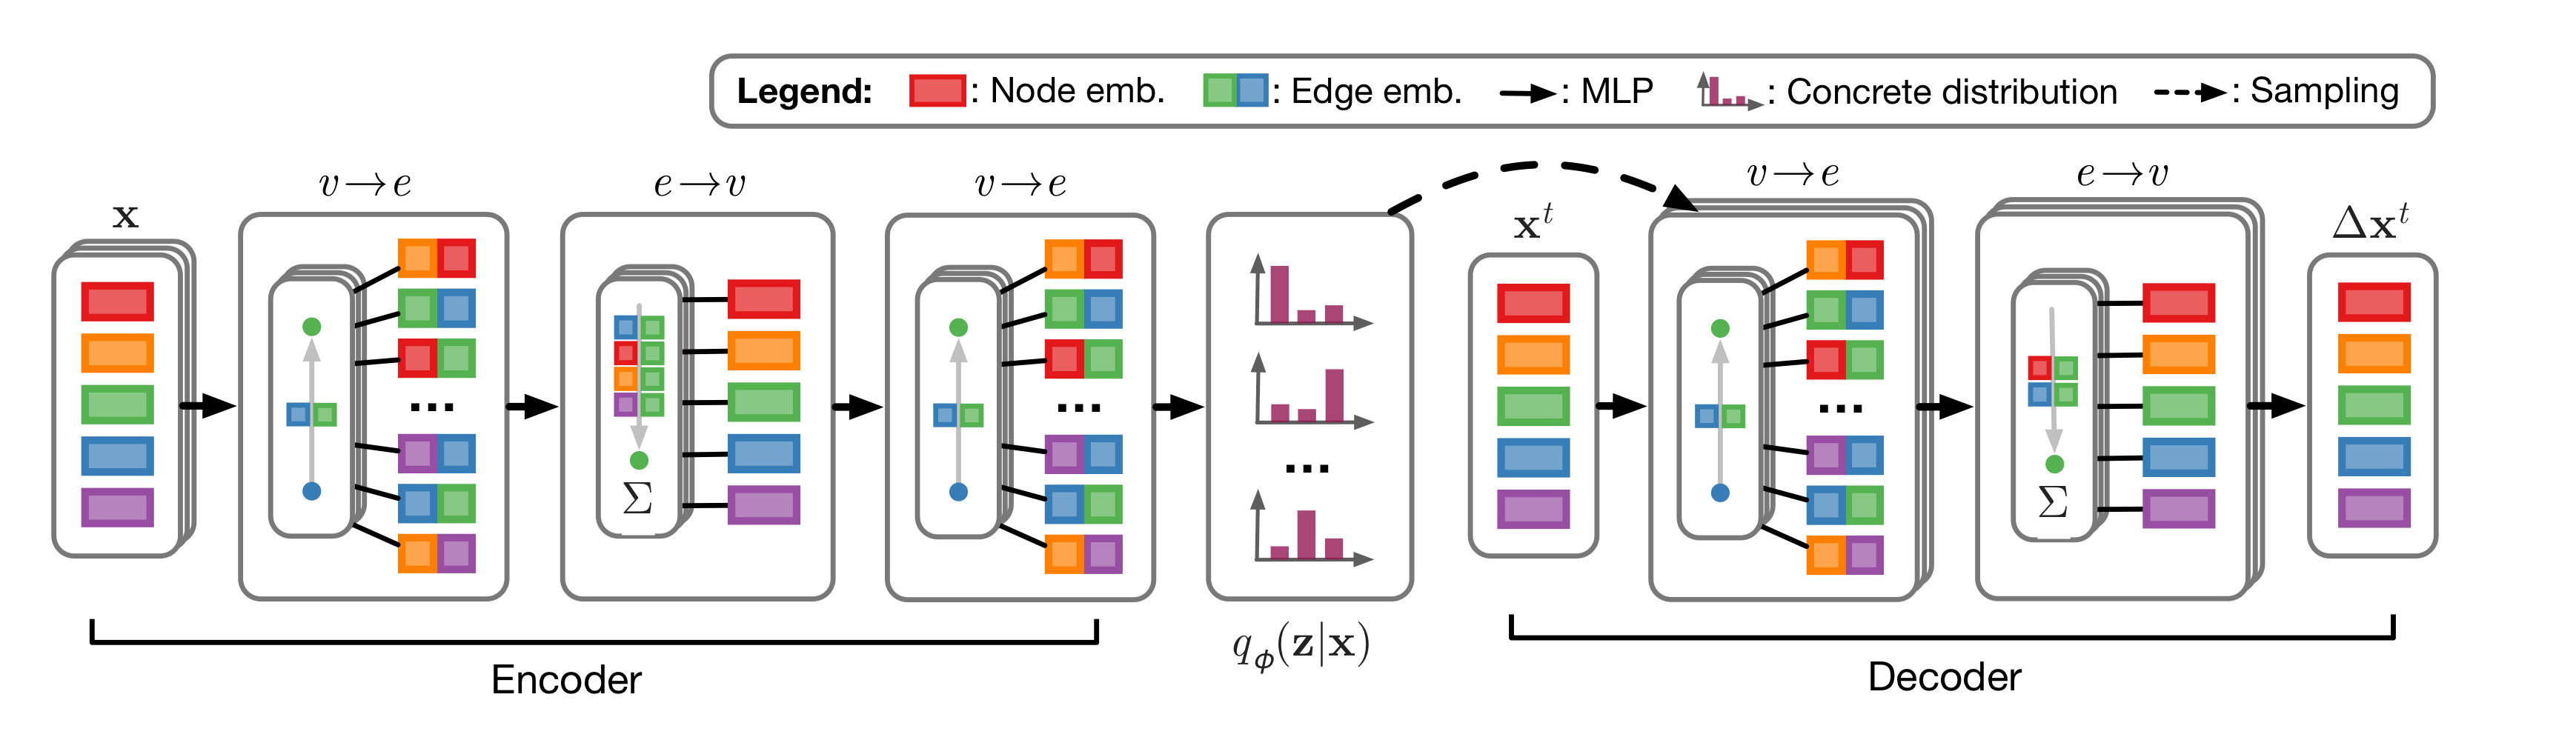 Legend: : Node emb. : Edge emb. : MLP : Concrete distribution : Sampling
x
v→e
e→v
v→e
x^t
v→e
e→v
Δx^t
...
Σ
...
...
...
Σ
q_ϕ(z|x)
Encoder
Decoder